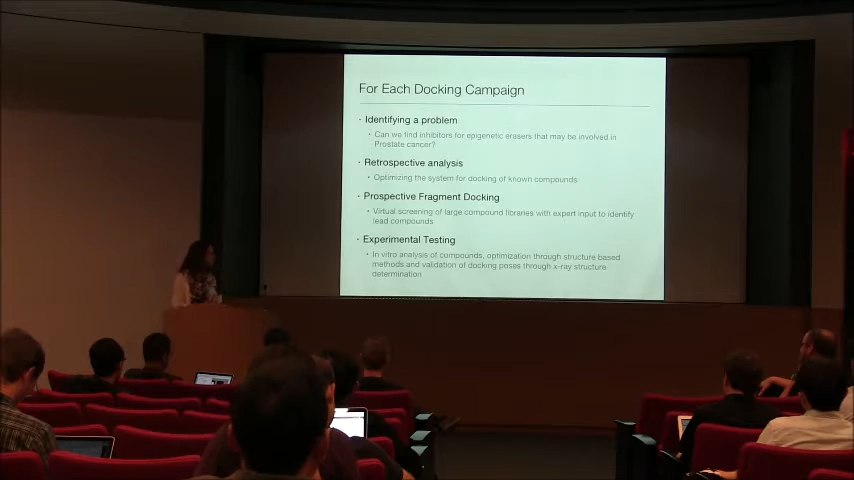 For Each Docking Campaign
· Identifying a problem
· Can we find inhibitors for epigenetic erasers that may be involved in
Prostate cancer?
· Retrospective analysis
· Optimizing the system for docking of known compounds
· Prospective Fragment Docking
· Virtual screening of large compound libraries with expert input to identify
lead compounds
· Experimental Testing
· In vitro analysis of compounds, optimization through structure based
methods and validation of docking poses through x-ray structure
determination